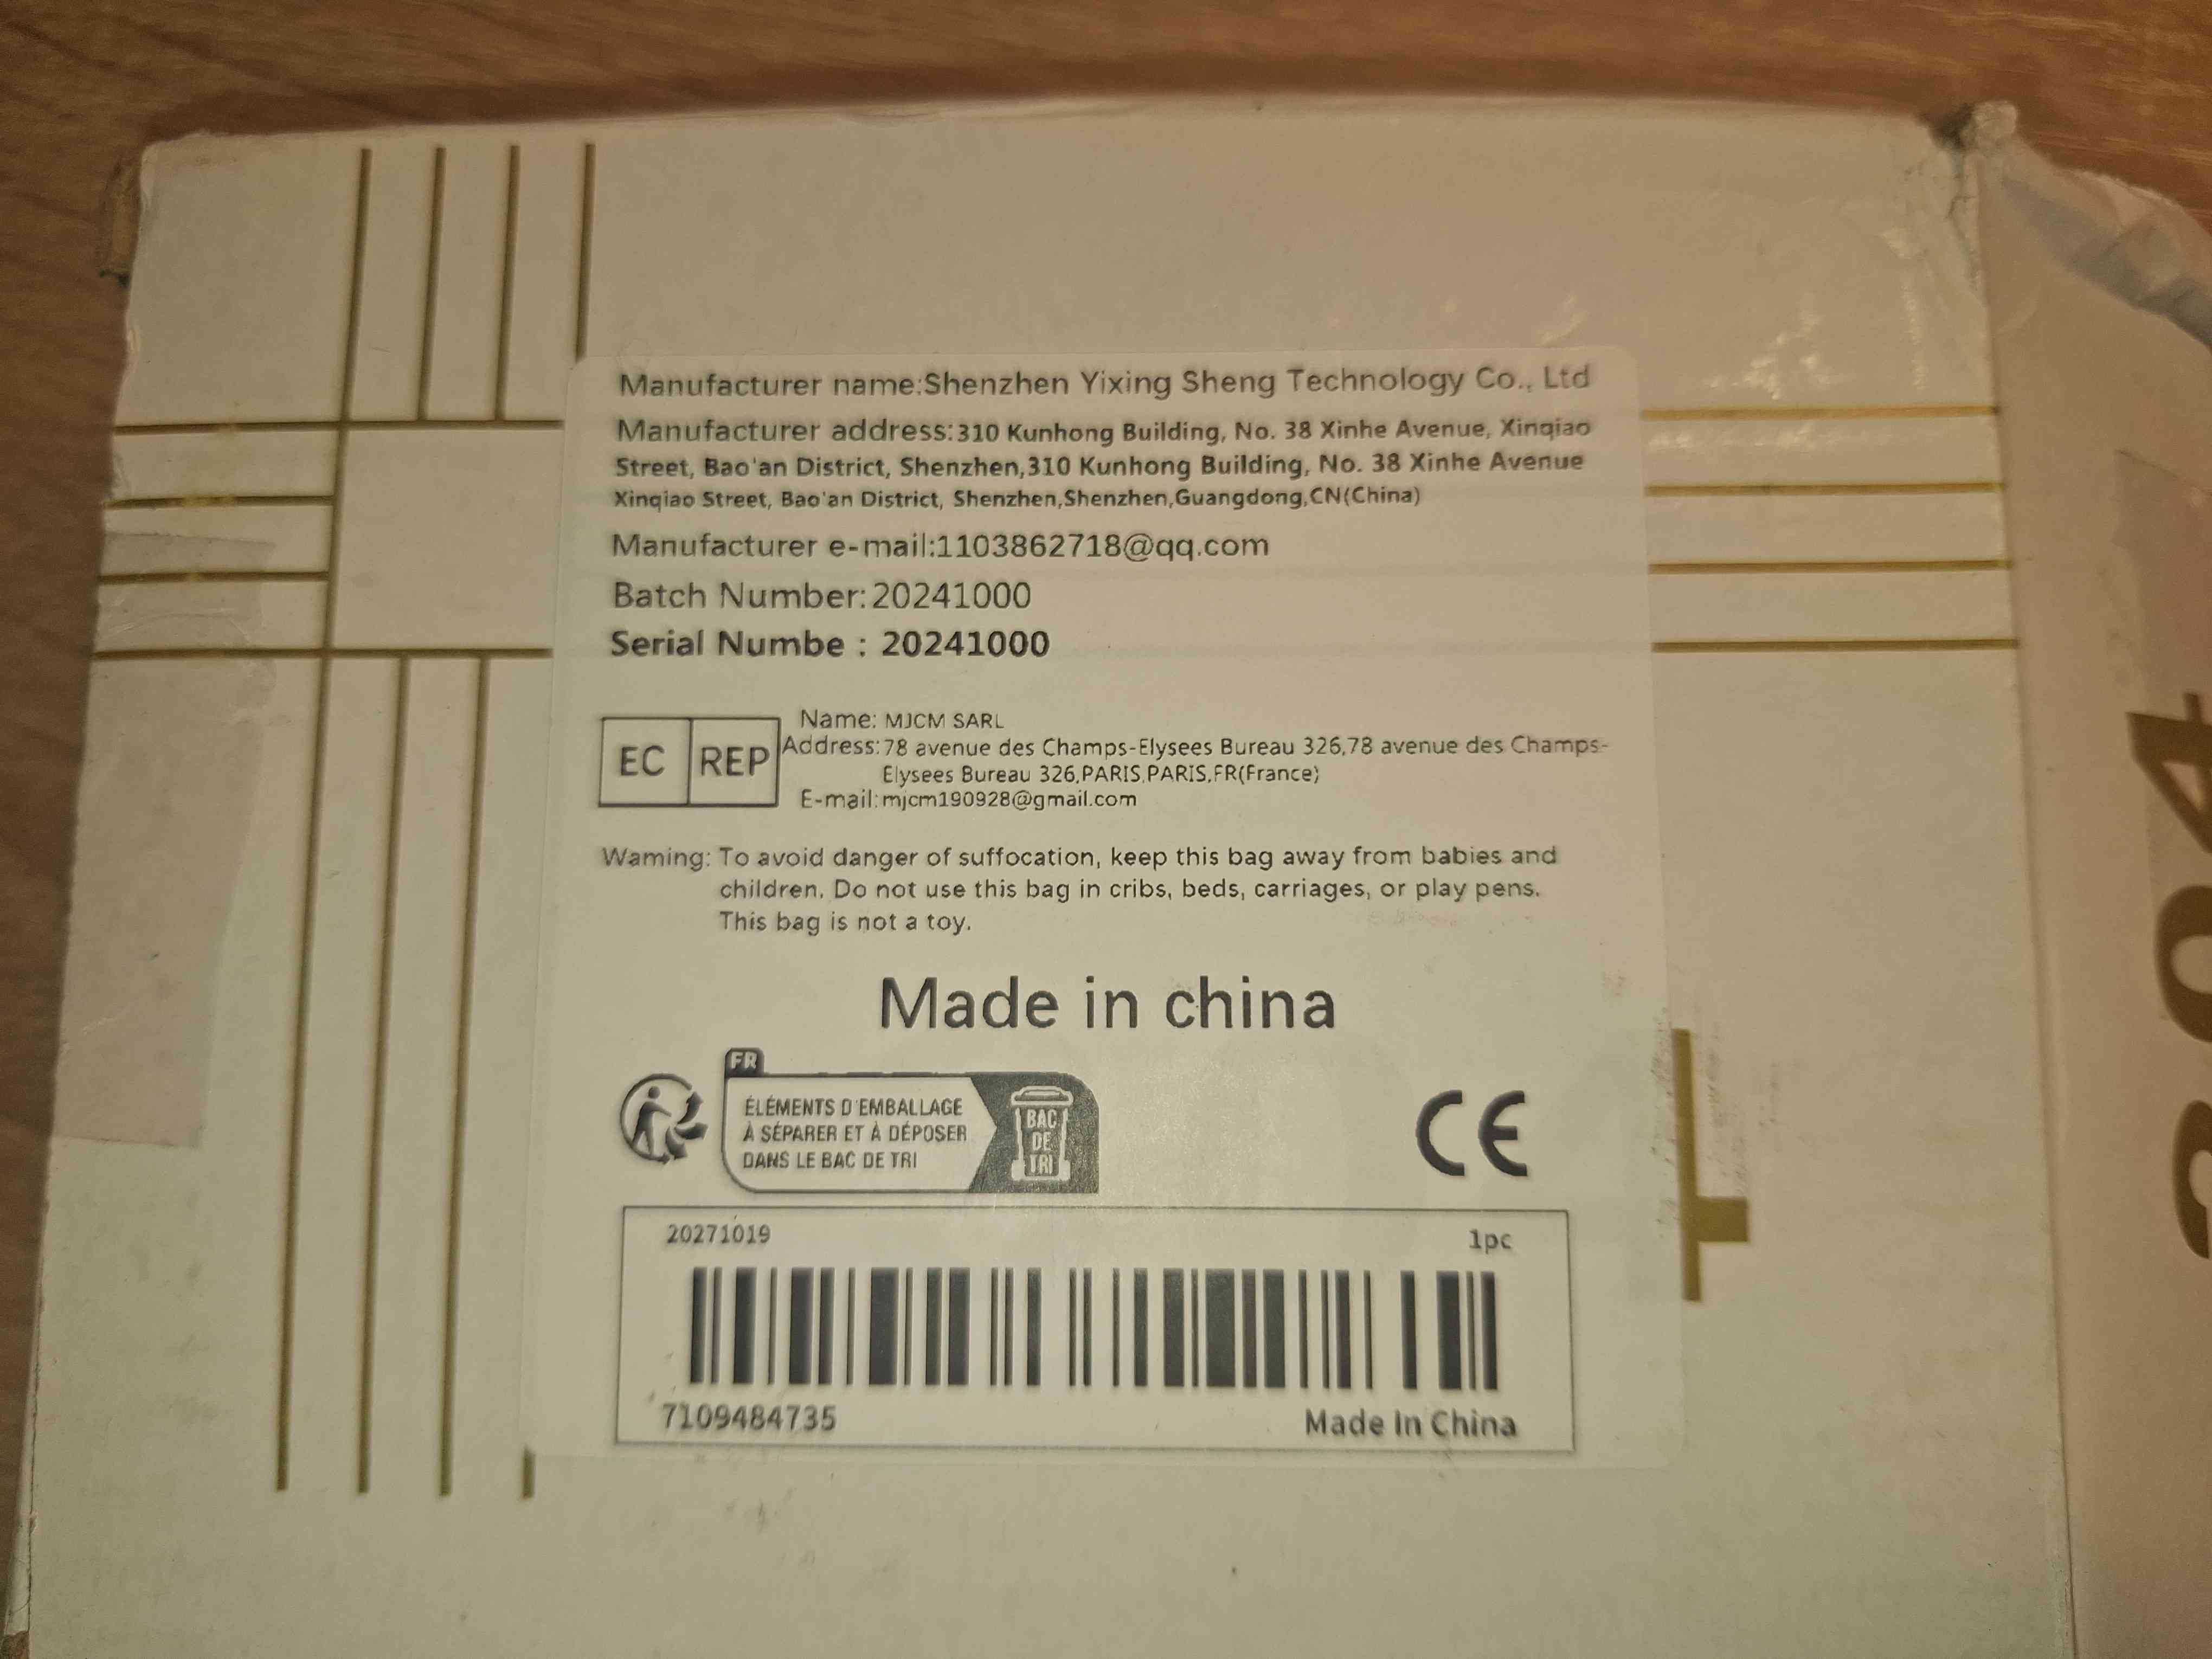 Manufacturer name:Shenzhen Yixing Sheng Technology Co., Ltd
Manufacturer address:310 Kunhong Building, No. 38 Xinhe Avenue, Xinqiao
Street, Bao'an District, Shenzhen,310 Kunhong Building, No. 38 Xinhe Avenue
Xinqiao Street, Bao'an District, Shenzhen,Shenzhen,Guangdong,CN(China)
Manufacturer e-mail:1103862718@qq.com
Batch Number:20241000
Serial Numbe : 20241000
EC REP
Name: MJCM SARL
Address:78 avenue des Champs-Elysees Bureau 326,78 avenue des Champs-
Elysees Bureau 326,PARIS,PARIS,FR(France)
E-mail:mjcm190928@gmail.com
Waming: To avoid danger of suffocation, keep this bag away from babies and
children. Do not use this bag in cribs, beds, carriages, or play pens.
This bag is not a toy.
Made in china
FR
ÉLÉMENTS D'EMBALLAGE
À SÉPARER ET À DÉPOSER
DANS LE BAC DE TRI
BAC
DE
TRI
CE
20271019 1pc
7109484735 Made In China